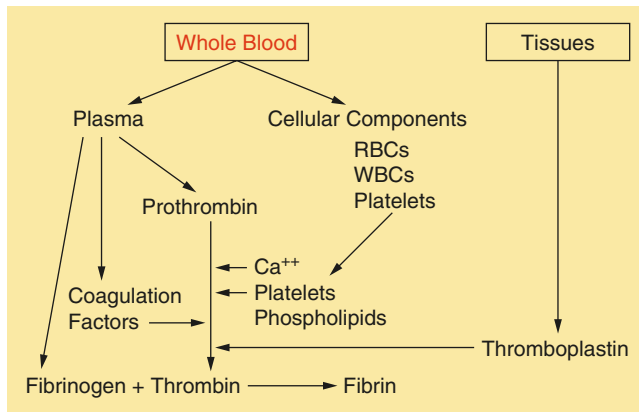 Whole Blood
Tissues
Plasma
Cellular Components
RBCs
WBCs
Platelets
Prothrombin
Ca++
Coagulation
Factors
Platelets
Phospholipids
Thromboplastin
Fibrinogen + Thrombin
Fibrin